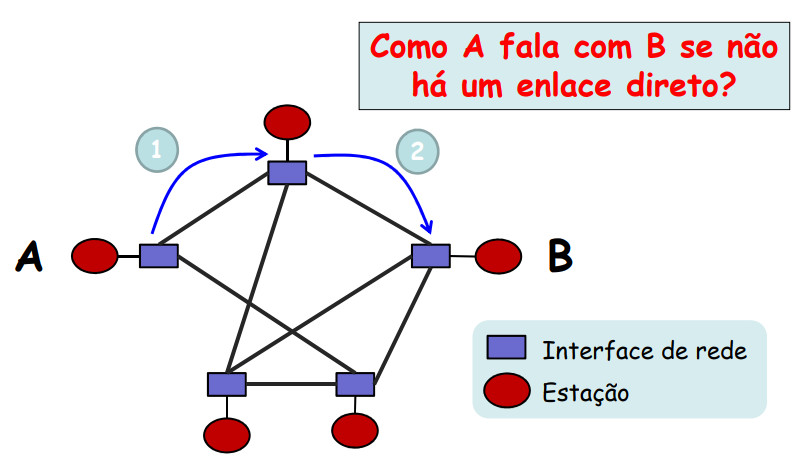 Como A fala com B se não
há um enlace direto?
1
2
A
B
Interface de rede
Estação